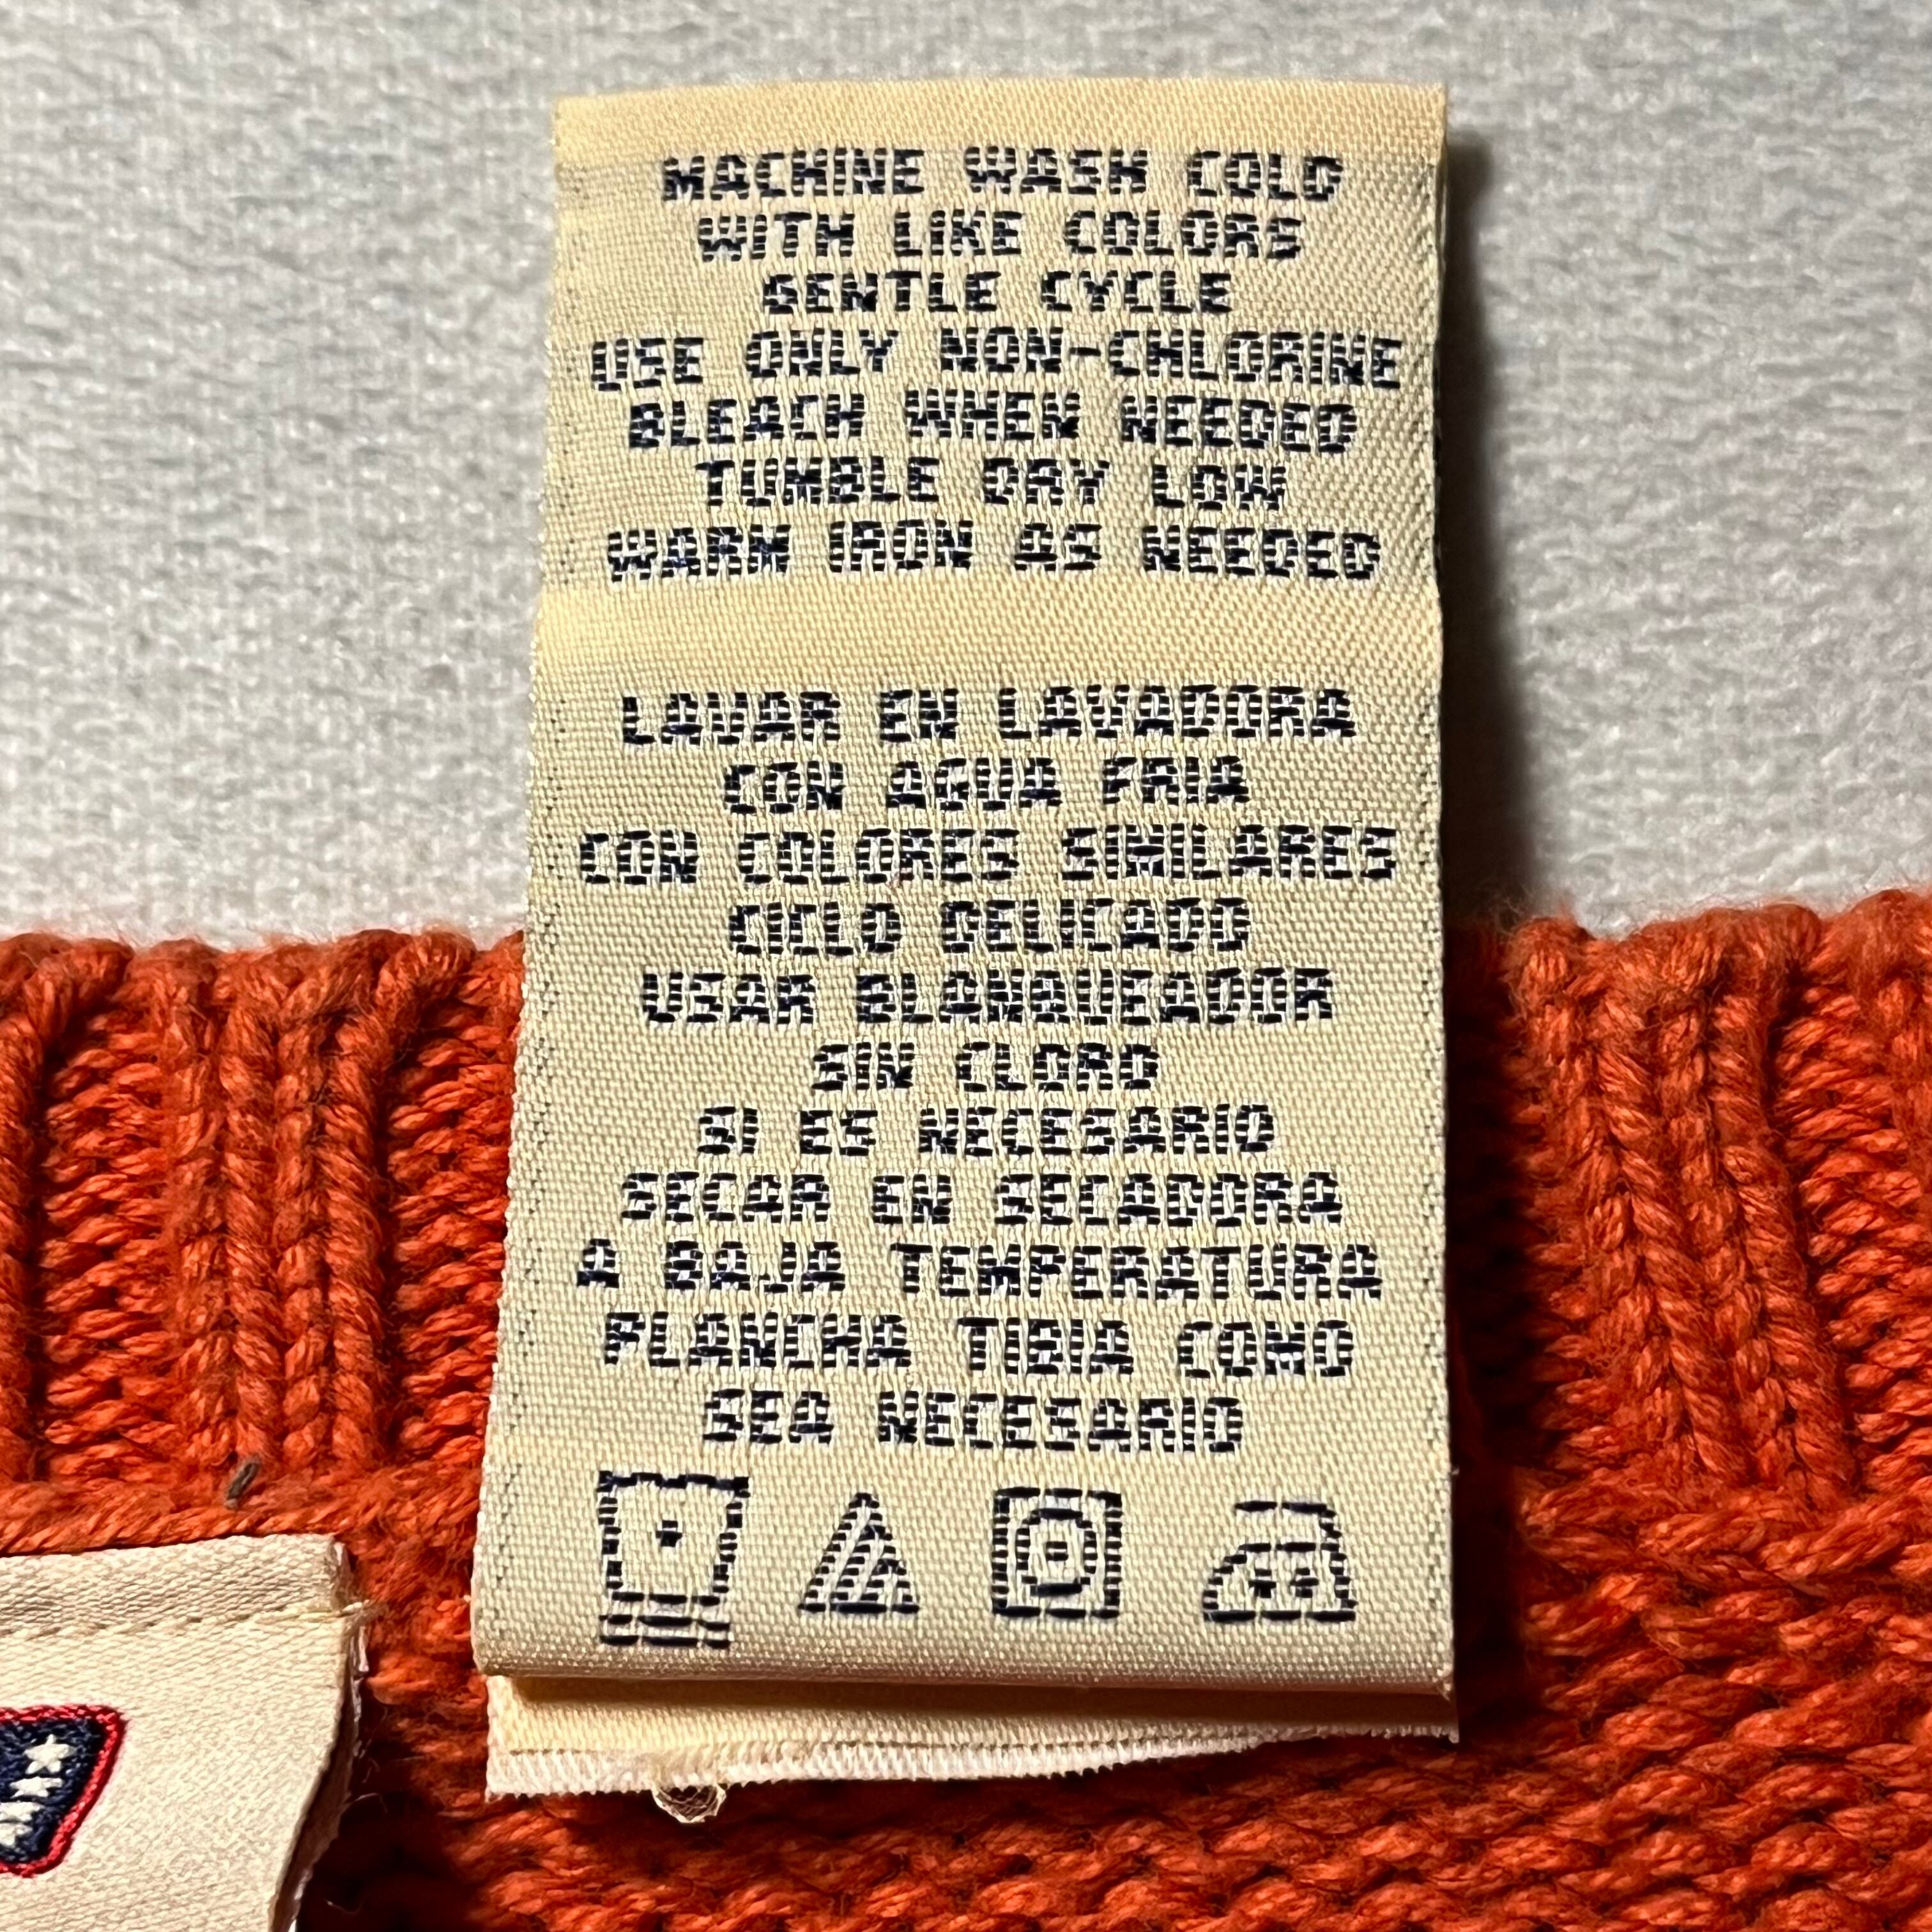 MACHINE WASH COLD
WITH LIKE COLORS
GENTLE CYCLE
USE ONLY NON-CHLORINE
BLEACH WHEN NEEDED
TUMBLE DRY LOW
WARM IRON AS NEEDED
LAVAR EN LAVADORA
CON AGUA FRIA
CON COLORES SIMILARES
CICLO DELICADO
USAR BLANQUEADOR
SIN CLORO
SI ES NECESARIO
SECAR EN SECADORA
A BAJA TEMPERATURA
PLANCHA TIBIA COMO
SEA NECESARIO